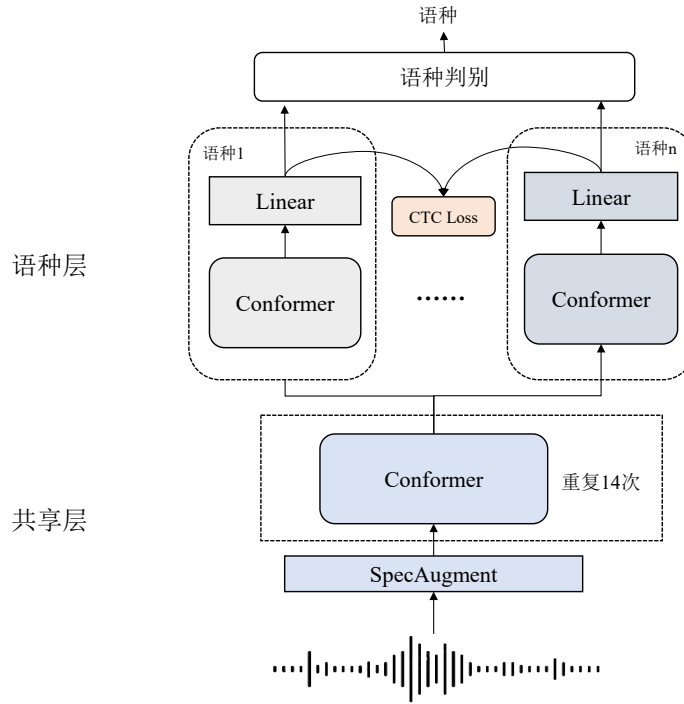 语种
语种判别
语种1
语种n
Linear
Linear
CTC Loss
语种层
Conformer
......
Conformer
Conformer
重复14次
共享层
SpecAugment